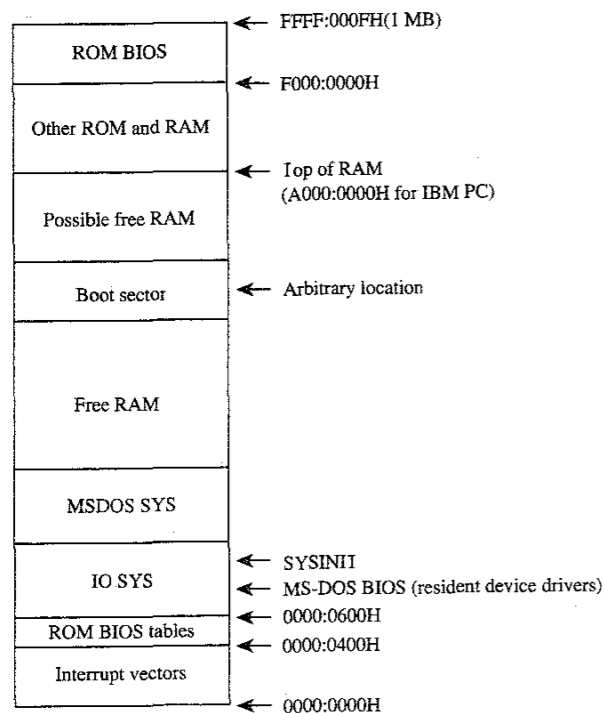 FFFF:000FH(1 MB)
ROM BIOS
F000:0000H
Other ROM and RAM
Top of RAM
(A000:0000H for IBM PC)
Possible free RAM
Boot sector
Arbitrary location
Free RAM
MSDOS SYS
SYSINIT
IO SYS
MS-DOS BIOS (resident device drivers)
0000:0600H
ROM BIOS tables
0000:0400H
Interrupt vectors
0000:0000H